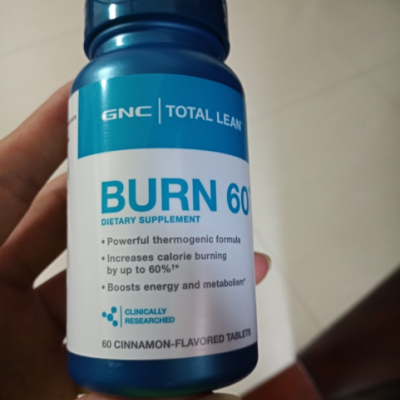 GNC | TOTAL LEAN
BURN 60
DIETARY SUPPLEMENT
• Powerful thermogenic formula
• Increases calorie burning
by up to 60%†*
• Boosts energy and metabolism*
CLINICALLY
RESEARCHED
60 CINNAMON-FLAVORED TABLETS